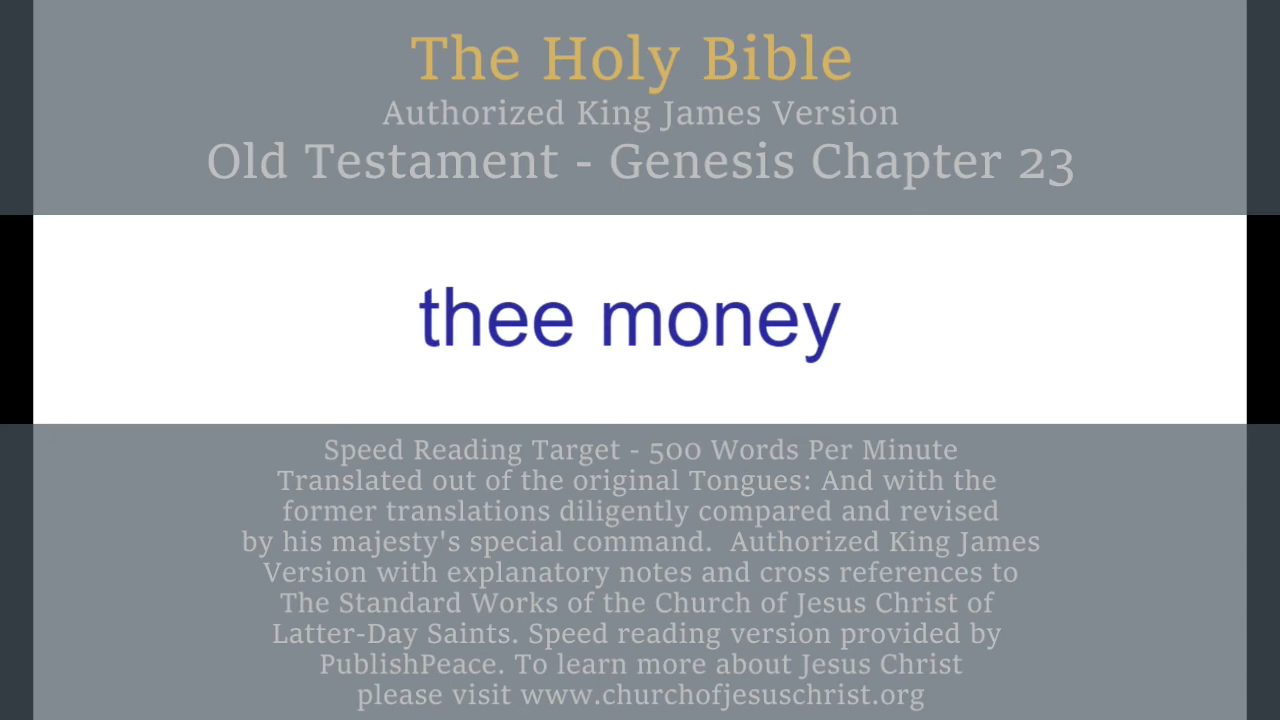 The Holy Bible
Authorized King James Version
Old Testament - Genesis Chapter 23
thee money
Speed Reading Target - 500 Words Per Minute
Translated out of the original Tongues: And with the
former translations diligently compared and revised
by his majesty's special command.  Authorized King James
Version with explanatory notes and cross references to
The Standard Works of the Church of Jesus Christ of
Latter-Day Saints. Speed reading version provided by
PublishPeace. To learn more about Jesus Christ
please visit www.churchofjesuschrist.org